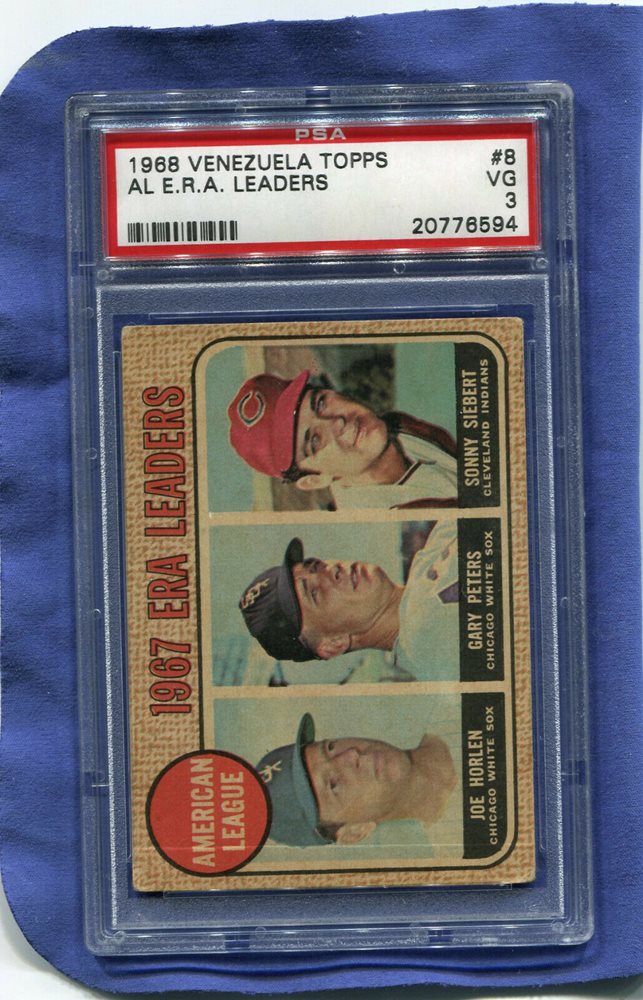 PSA
1968 VENEZUELA TOPPS #8
AL E.R.A. LEADERS VG
3
20776594
1967 ERA LEADERS
AMERICAN
LEAGUE
JOE HORLEN
CHICAGO WHITE SOX
GARY PETERS
CHICAGO WHITE SOX
SONNY SIEBERT
CLEVELAND INDIANS
C